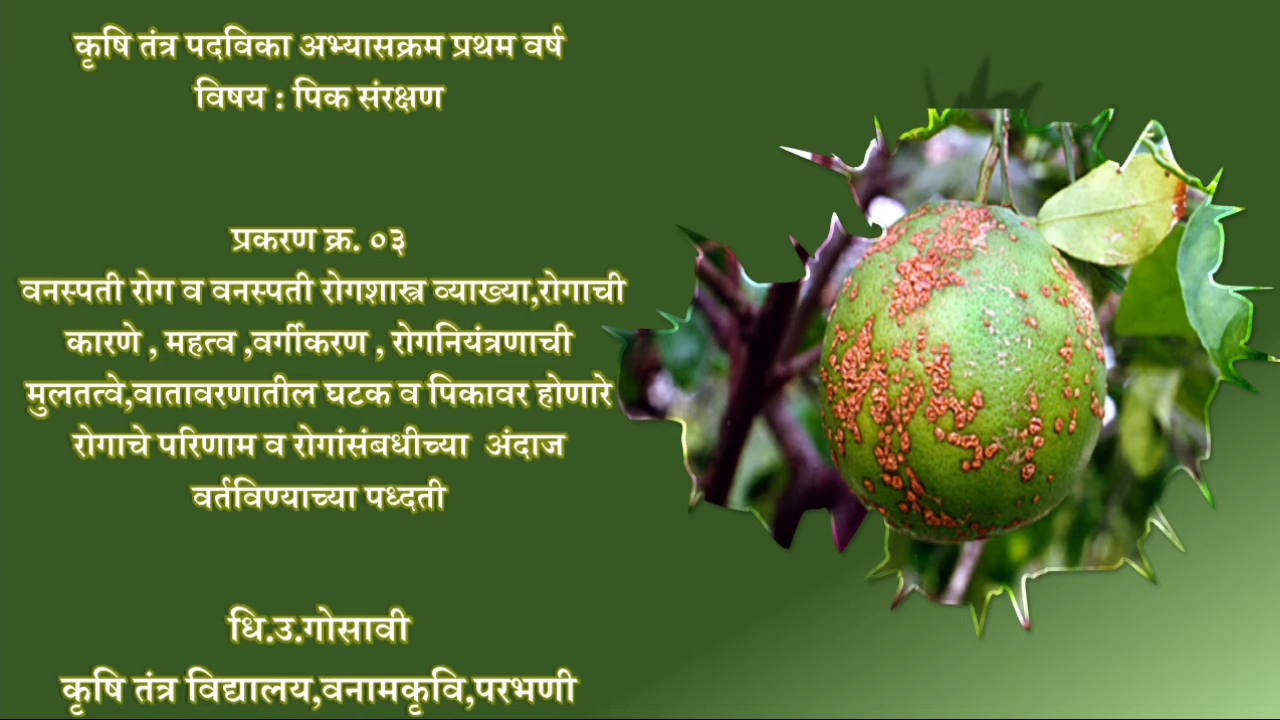 कृषि तंत्र पदविका अभ्यासक्रम प्रथम वर्ष
विषय : पिक संरक्षण
प्रकरण क्र. ०३
वनस्पती रोग व वनस्पती रोगशास्त्र व्याख्या,रोगाची
कारणे , महत्व ,वर्गीकरण , रोगनियंत्रणाची
मुलतत्वे,वातावरणातील घटक व पिकावर होणारे
रोगाचे परिणाम व रोगांसंबधीच्या अंदाज
वर्तविण्याच्या पध्दती
धि.उ.गोसावी
कृषि तंत्र विद्यालय,वनामकृवि,परभणी